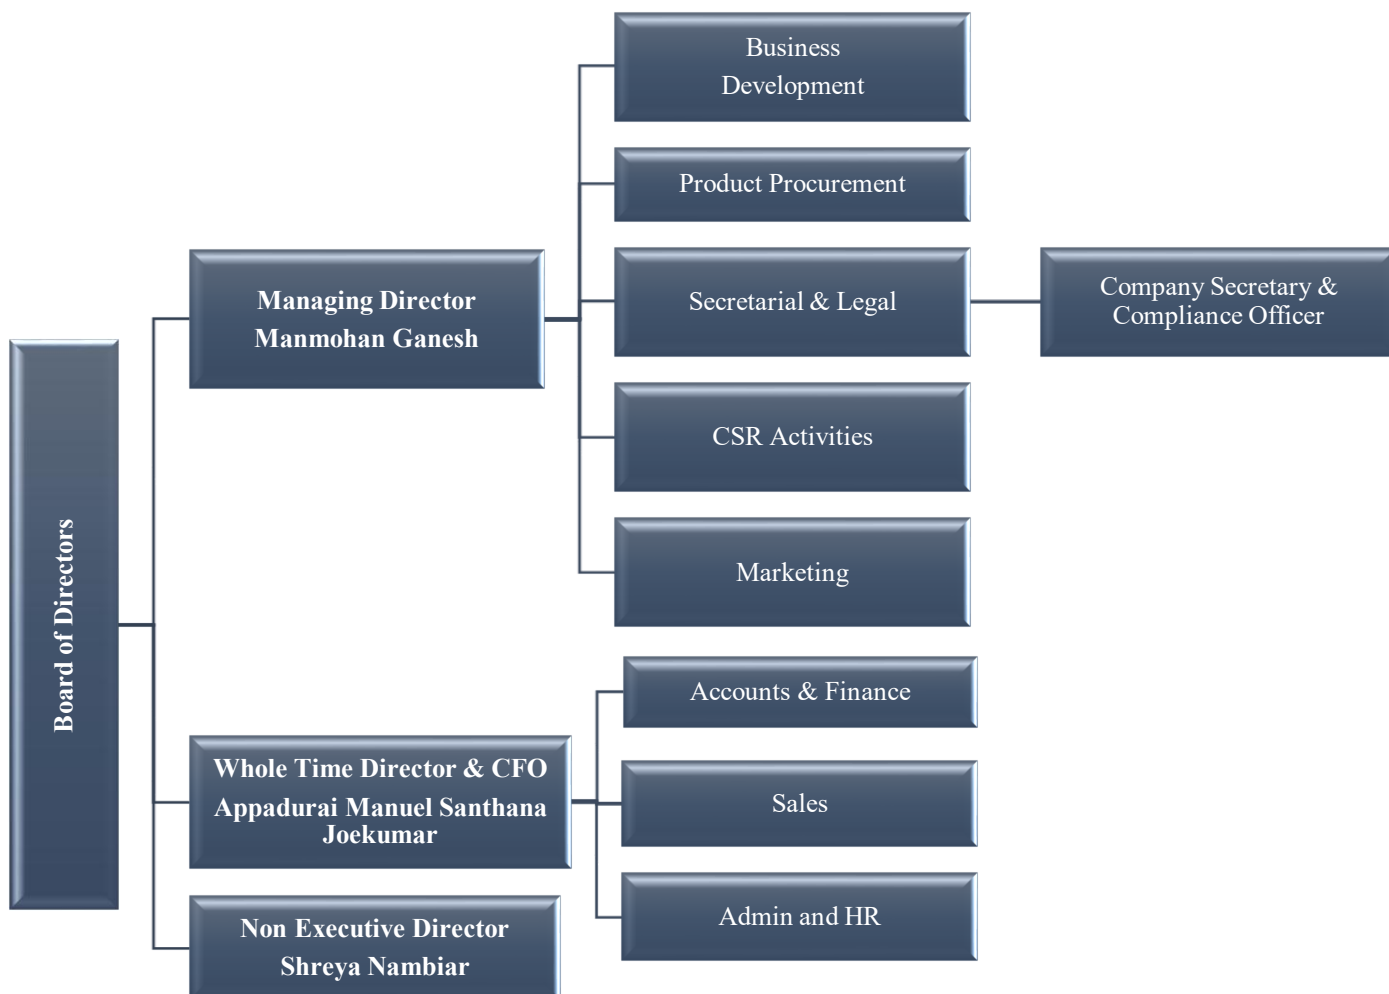 Board of Directors
Managing Director
Manmohan Ganesh
Business
Development
Product Procurement
Secretarial & Legal
Company Secretary &
Compliance Officer
CSR Activities
Marketing
Whole Time Director & CFO
Appadurai Manuel Santhana
Joekumar
Accounts & Finance
Sales
Admin and HR
Non Executive Director
Shreya Nambiar